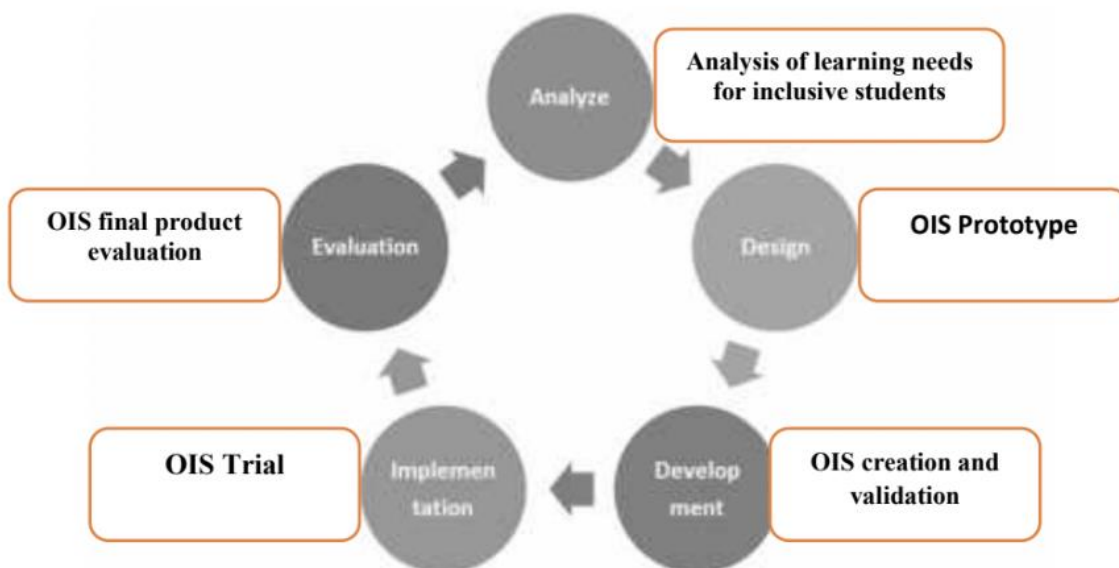 Analyze
Analysis of learning needs
for inclusive students
Design
OIS Prototype
Develop
ment
OIS creation and
validation
Implemen
tation
OIS Trial
Evaluation
OIS final product
evaluation